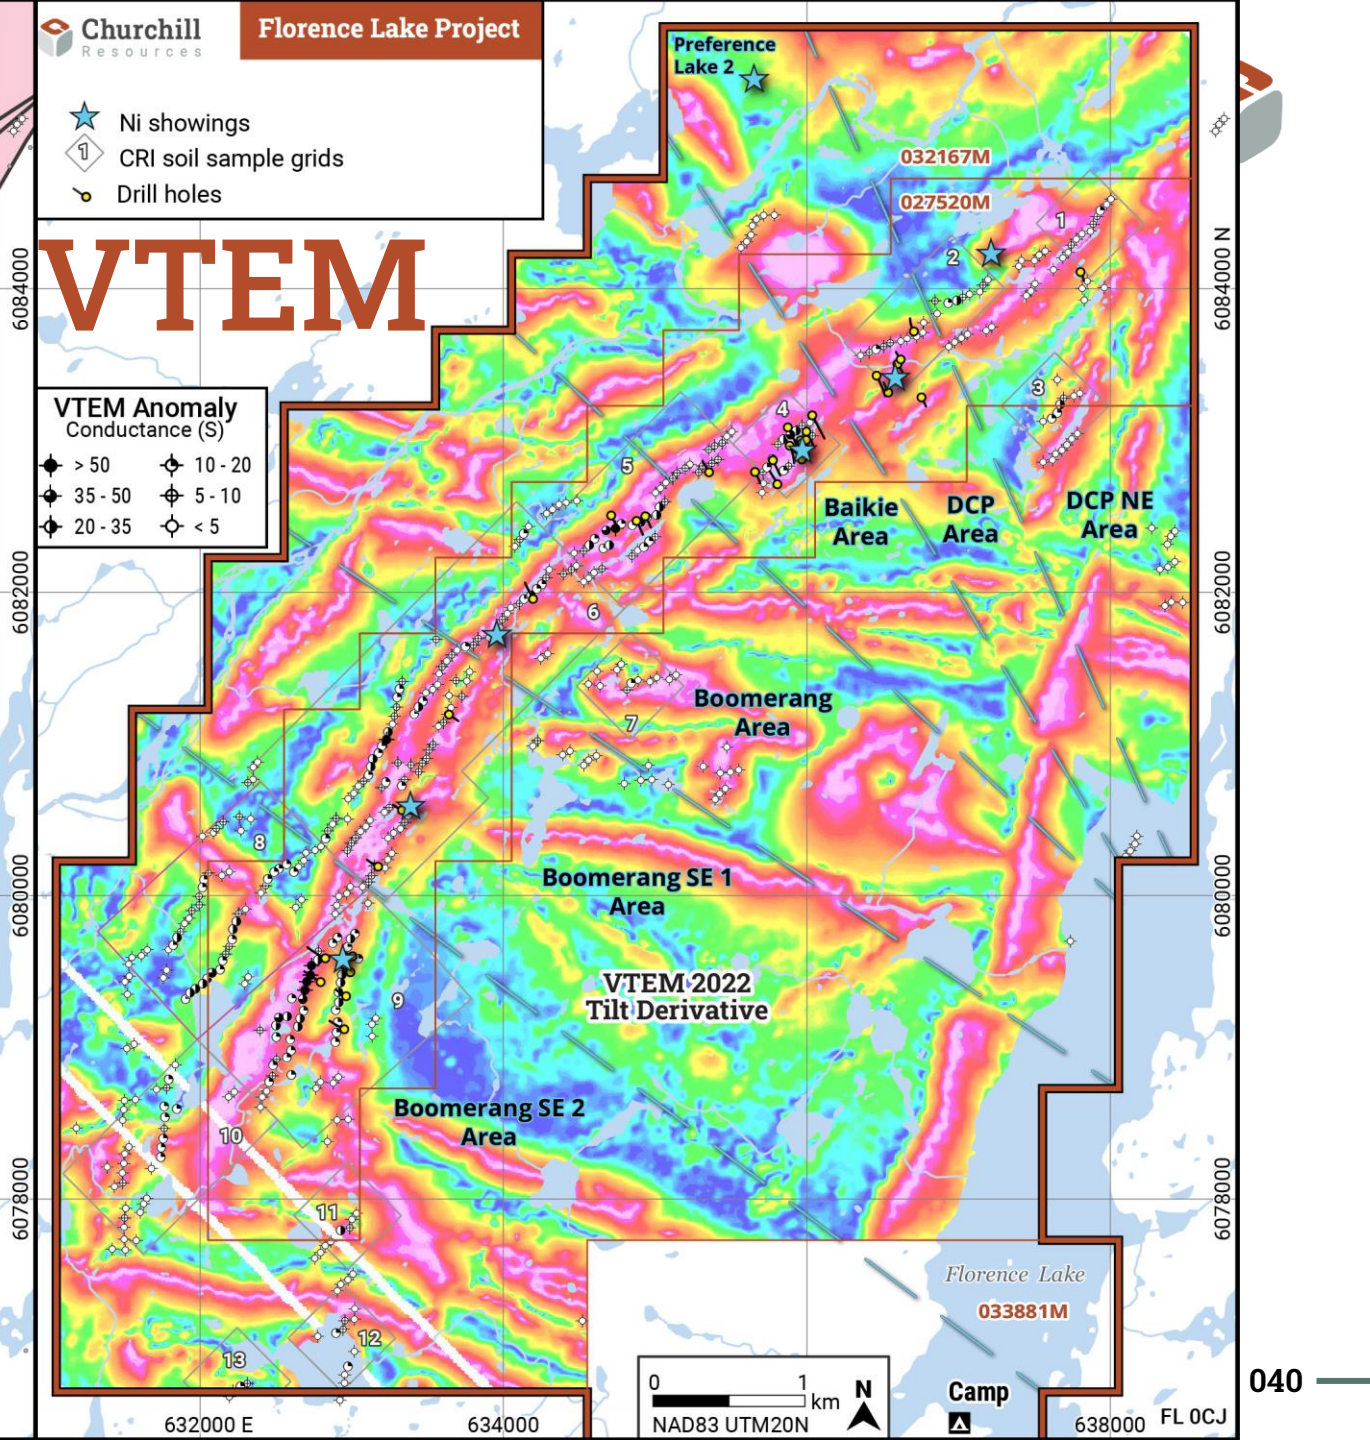 Churchill
Resources
Florence Lake Project
Ni showings
1
CRI soil sample grids
Drill holes
VTEM
VTEM Anomaly
Conductance (S)
> 50
10 - 20
35 - 50
5 - 10
20 - 35
< 5
Preference
Lake 2
032167M
027520M
1
2
3
4
5
6
7
8
9
10
11
12
13
Baikie
Area
DCP
Area
DCP NE
Area
Boomerang
Area
Boomerang SE 1
Area
VTEM 2022
Tilt Derivative
Boomerang SE 2
Area
Florence Lake
033881M
0
1
km
N
NAD83 UTM20N
Camp
FL 0CJ
6084000
6082000
6080000
6078000
6084000 N
6082000
6080000
6078000
632000 E
634000
638000
040